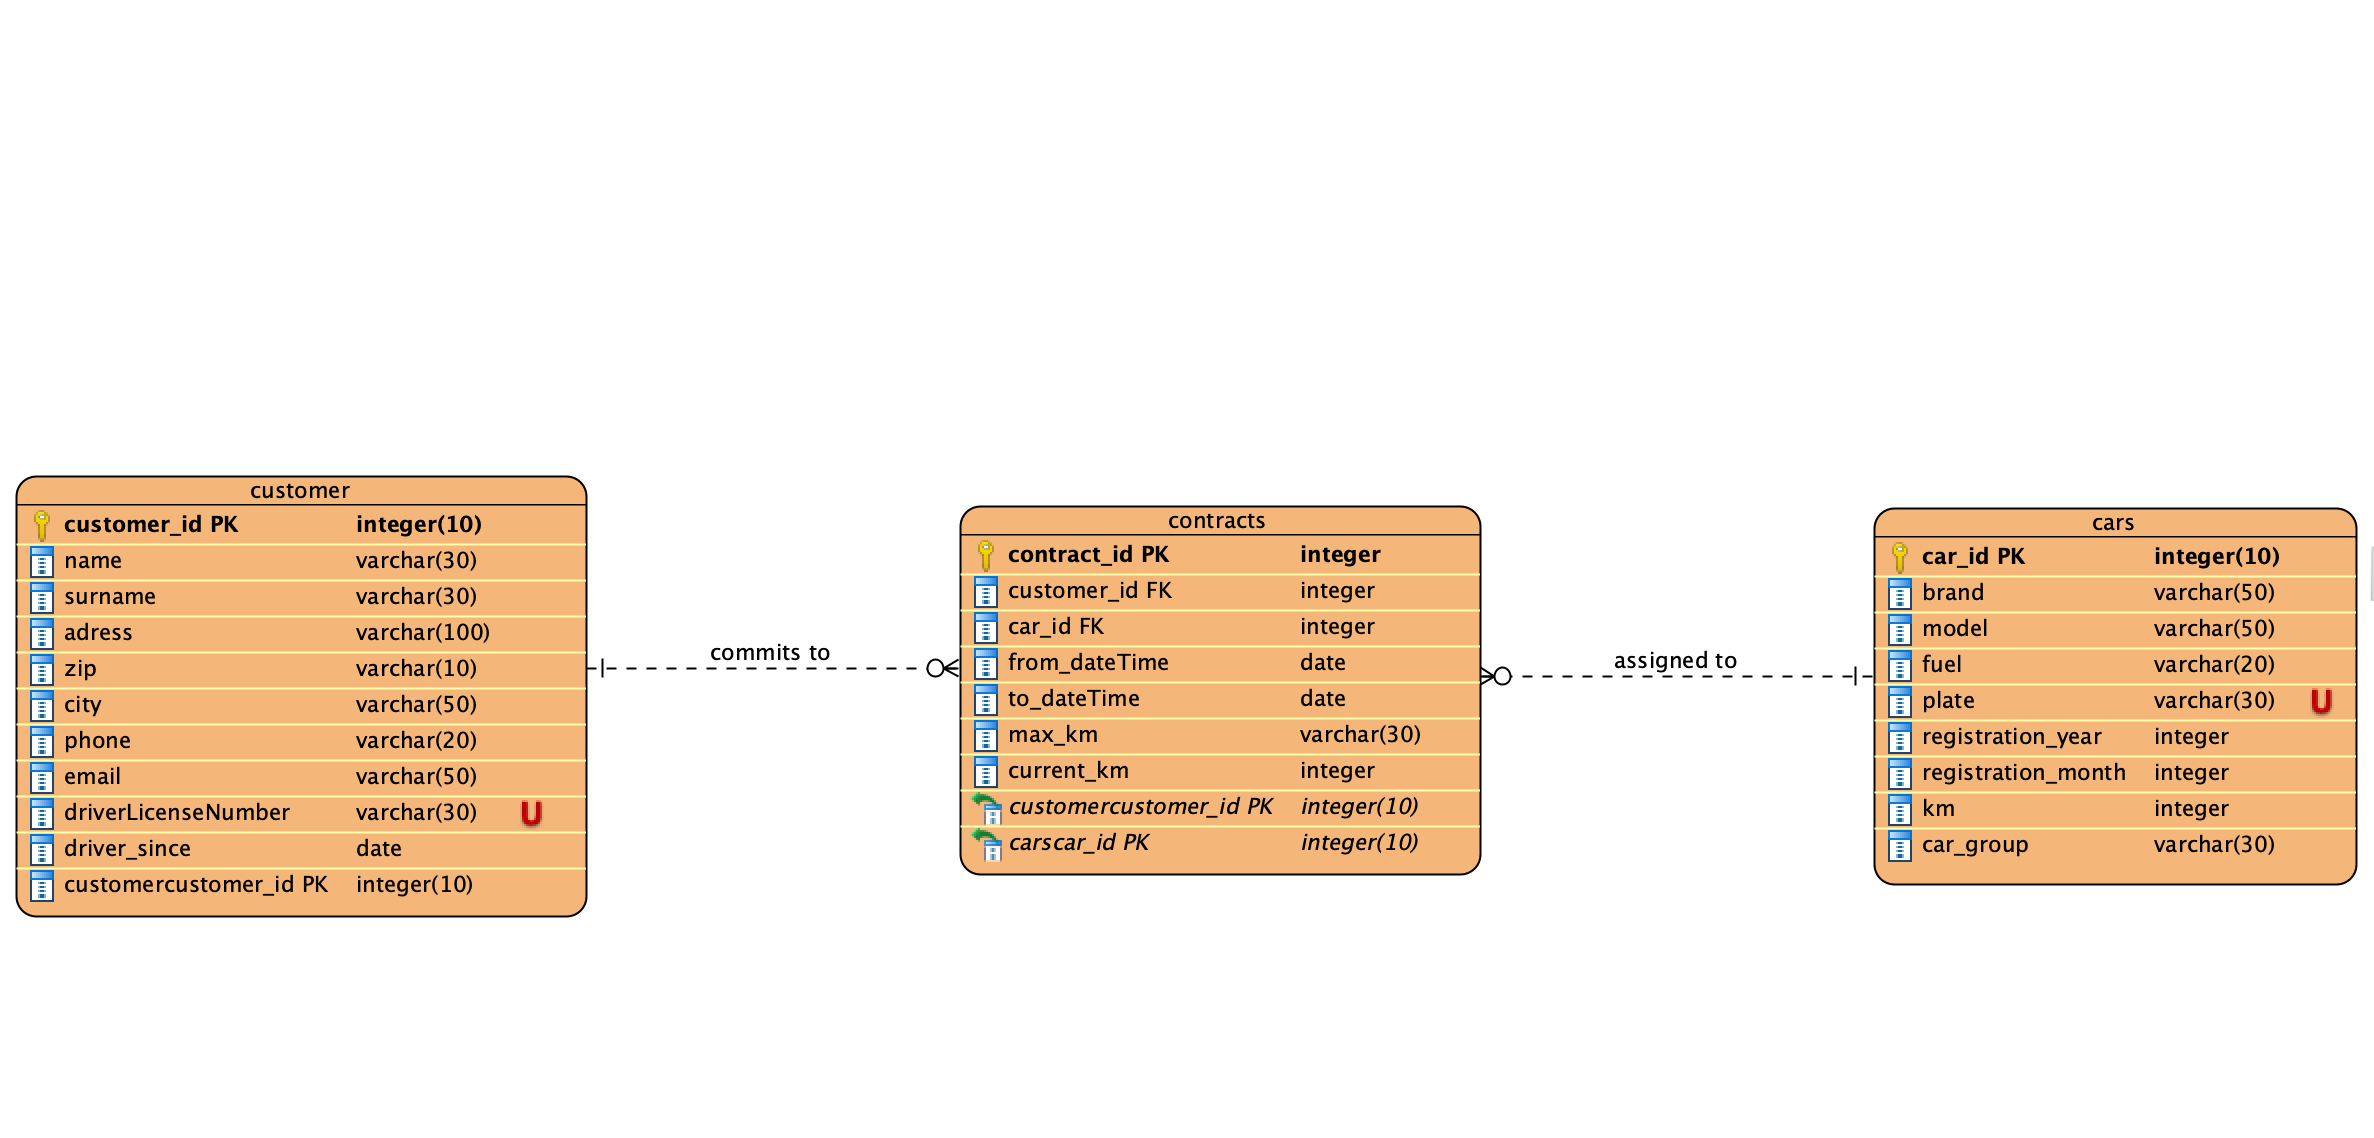 customer
customer_id PK integer(10)
name varchar(30)
surname varchar(30)
adress varchar(100)
zip varchar(10)
city varchar(50)
phone varchar(20)
email varchar(50)
driverLicenseNumber varchar(30) U
driver_since date
customercustomer_id PK integer(10)
commits to
contracts
contract_id PK integer
customer_id FK integer
car_id FK integer
from_dateTime date
to_dateTime date
max_km varchar(30)
current_km integer
customercustomer_id PK integer(10)
carscar_id PK integer(10)
assigned to
cars
car_id PK integer(10)
brand varchar(50)
model varchar(50)
fuel varchar(20)
plate varchar(30) U
registration_year integer
registration_month integer
km integer
car_group varchar(30)